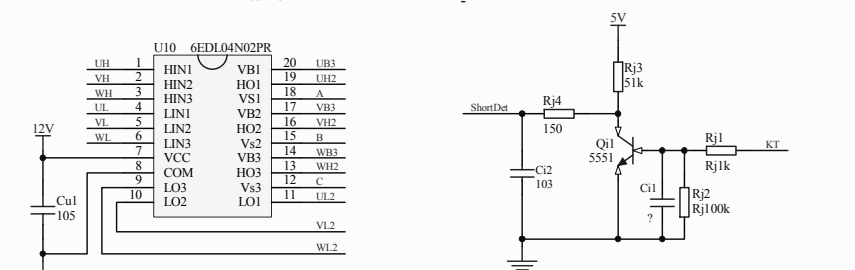 U10 6EDL04N02PR
UH 1 HIN1 VB1 20 UB3
VH 2 HIN2 HO1 19 UH2
WH 3 HIN3 VS1 18 A
UL 4 LIN1 VB2 17 VB3
VL 5 LIN2 HO2 16 VH2
WL 6 LIN3 Vs2 15 B
7 VCC VB3 14 WB3
8 COM HO3 13 WH2
9 LO3 Vs3 12 C
10 LO2 LO1 11 UL2
VL2
WL2
12V
Cu1
105
5V
Rj3
51k
ShortDet
Rj4
150
Qi1
5551
Rj1
Rj1k
KT
Ci2
103
Ci1
?
Rj2
Rj100k